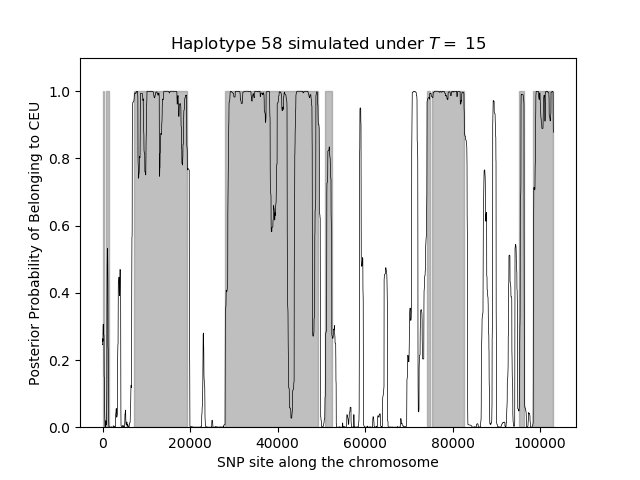 Haplotype 58 simulated under T = 15
Posterior Probability of Belonging to CEU
1.0
0.8
0.6
0.4
0.2
0.0
0 20000 40000 60000 80000 100000
SNP site along the chromosome